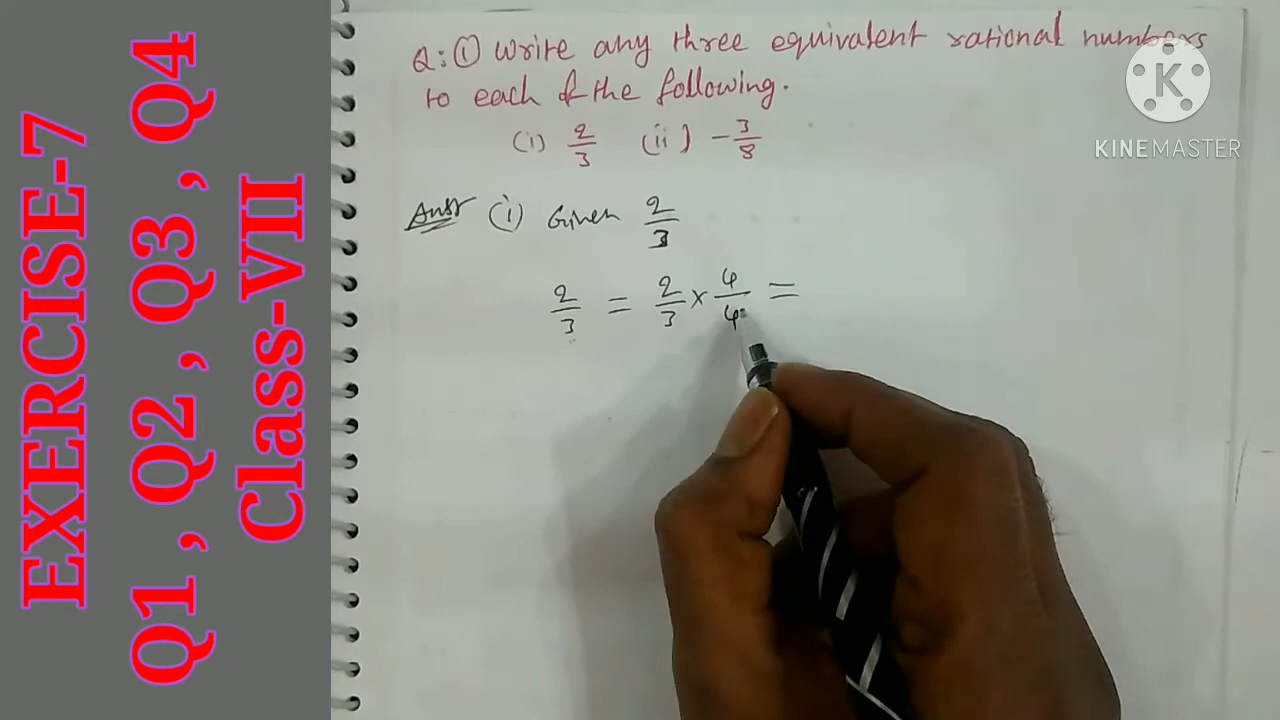 EXERCISE-7
Q1 , Q2 , Q3 , Q4
Class-VII
Q:① Write any three equivalent rational numbers
to each of the following.
(i) 2/3 (ii) -3/8
Ans (i) Given 2/3
2/3 = 2/3 × 4/4 =
KINEMASTER